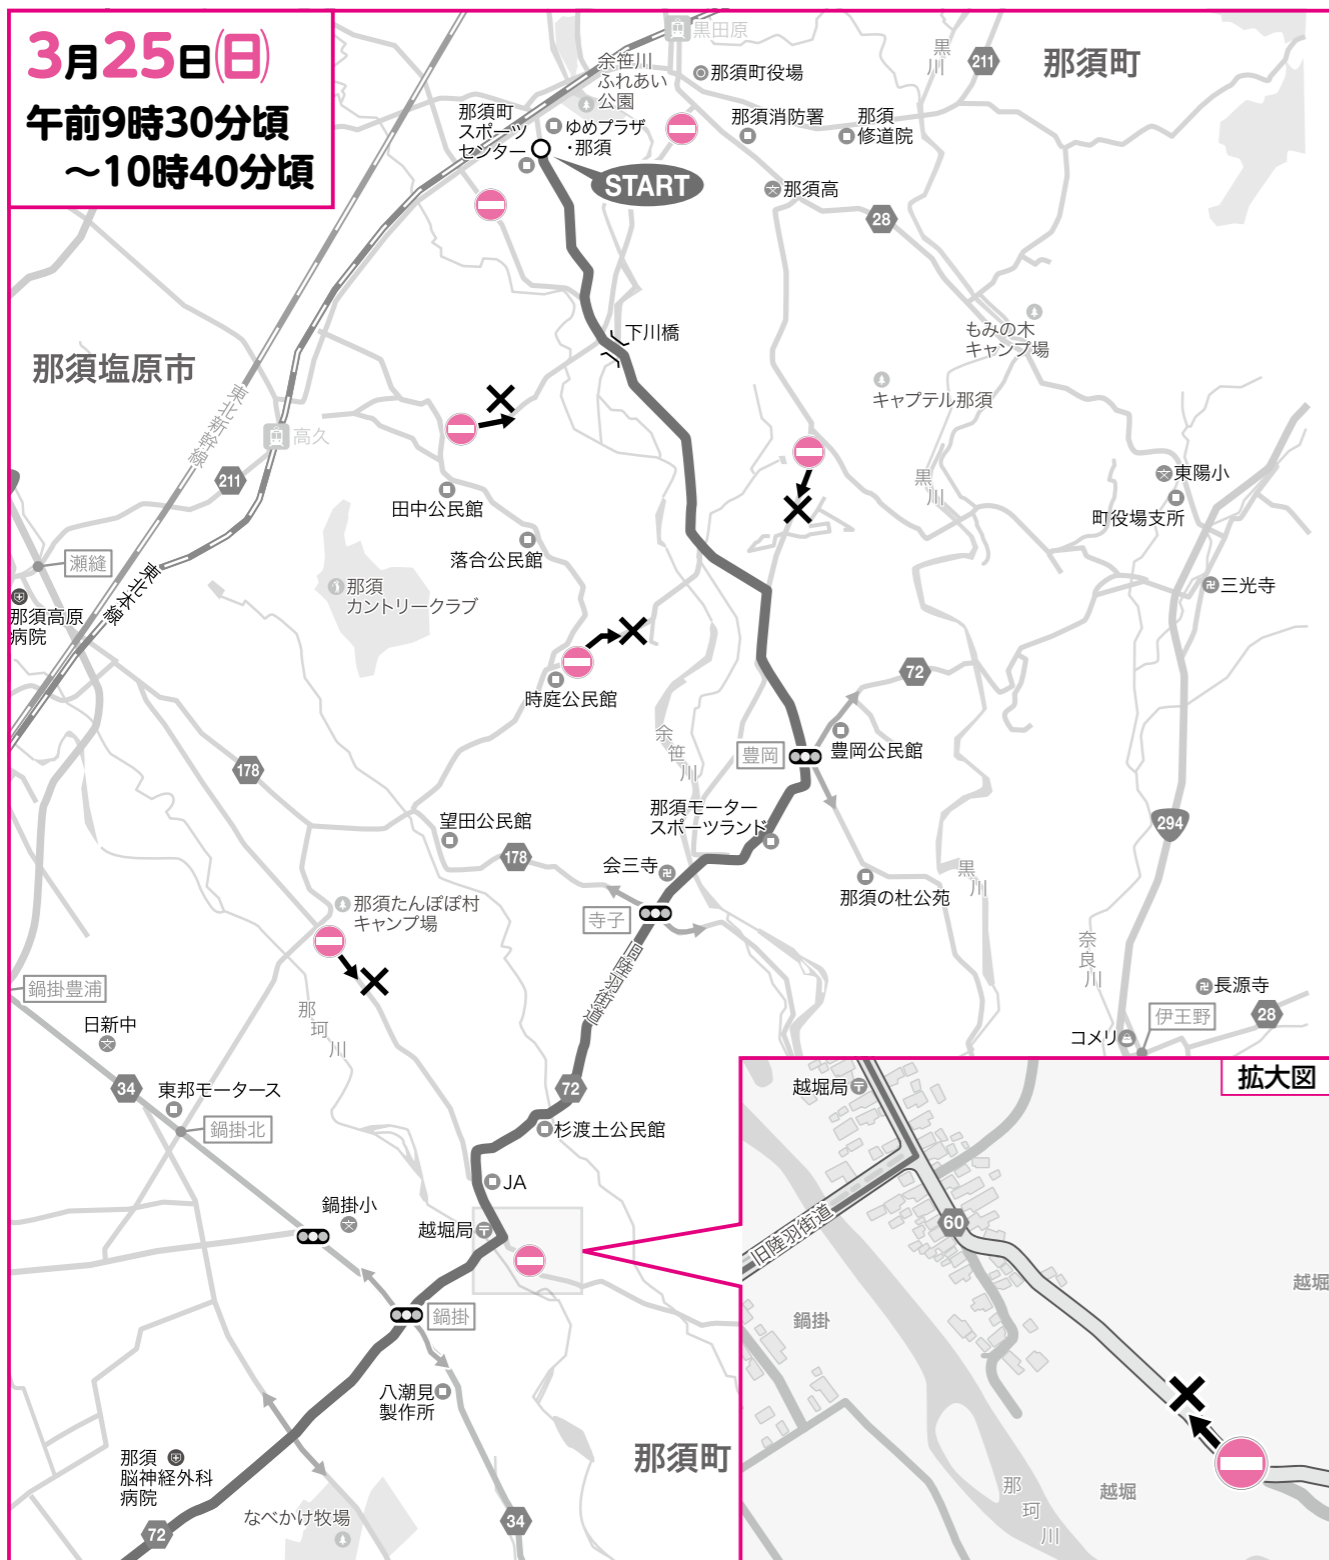 3月25日(日)
午前9時30分頃
～10時40分頃
黒田原
余笹川
ふれあい
公園
那須町役場
黒川
211
那須町
那須町
スポーツ
センター
ゆめプラザ
・那須
那須消防署
那須
修道院
START
那須高
28
下川橋
もみの木
キャンプ場
那須塩原市
東北新幹線
キャプテル那須
高久
211
黒川
東陽小
町役場支所
田中公民館
落合公民館
瀬縫
東北本線
那須
カントリークラブ
三光寺
那須高原
病院
時庭公民館
72
余笹川
豊岡
豊岡公民館
178
那須モーター
スポーツランド
望田公民館
178
294
会三寺
黒川
那須の杜公苑
那須たんぽぽ村
キャンプ場
寺子
旧陸羽街道
奈良川
鍋掛豊浦
長源寺
日新中
那珂川
伊王野
28
コメリ
34
東邦モータース
72
鍋掛北
杉渡土公民館
JA
鍋掛小
越堀局
鍋掛
八潮見
製作所
那須町
那須
脳神経外科
病院
なべかけ牧場
34
72
拡大図
越堀局
60
旧陸羽街道
越堀
鍋掛
越堀
那珂川